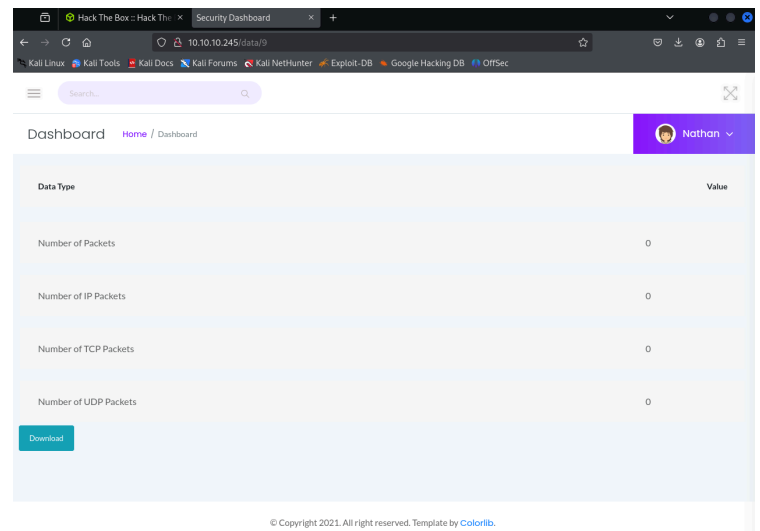 Hack The Box :: Hack The
Security Dashboard
10.10.10.245/data/9
Kali Linux Kali Tools Kali Docs Kali Forums Kali NetHunter Exploit-DB Google Hacking DB OffSec
Search...
Dashboard Home / Dashboard
Nathan
Data Type Value
Number of Packets 0
Number of IP Packets 0
Number of TCP Packets 0
Number of UDP Packets 0
Download
© Copyright 2021. All right reserved. Template by Colorlib.